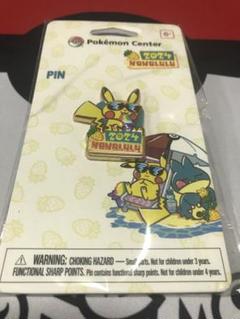 Pokémon Center
6+
2024
HONOLULU
PIN
2024
HONOLULU
WARNING: CHOKING HAZARD — Small parts. Not for children under 3 years.
FUNCTIONAL SHARP POINTS. Pin contains functional sharp points. Not for children under 4 years.